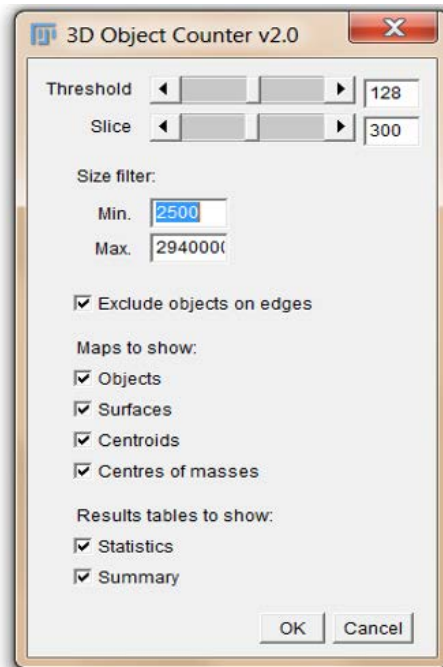 3D Object Counter v2.0
Threshold 128
Slice 300
Size filter:
Min. 2500
Max. 2940000
Exclude objects on edges
Maps to show:
Objects
Surfaces
Centroids
Centres of masses
Results tables to show:
Statistics
Summary
OK Cancel